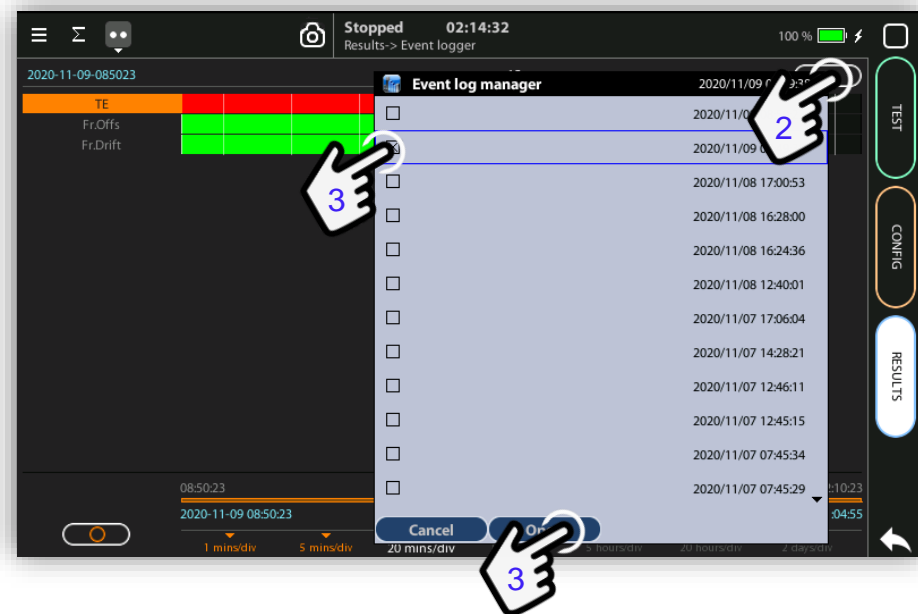 Σ
Stopped 02:14:32
Results-> Event logger
100 %
2020-11-09-085023
Event log manager
2020/11/09
TE
Fr.Offs
Fr.Drift
2
3
2020/11/09
2020/11/08 17:00:53
2020/11/08 16:28:00
2020/11/08 16:24:36
2020/11/08 12:40:01
2020/11/07 17:06:04
2020/11/07 14:28:21
2020/11/07 12:46:11
2020/11/07 12:45:15
2020/11/07 07:45:34
2020/11/07 07:45:29
08:50:23
:10:23
2020-11-09 08:50:23
:04:55
Cancel
1 mins/div 5 mins/div 20 mins/div 5 hours/div 20 hours/div 2 days/div
3
TEST
CONFIG
RESULTS